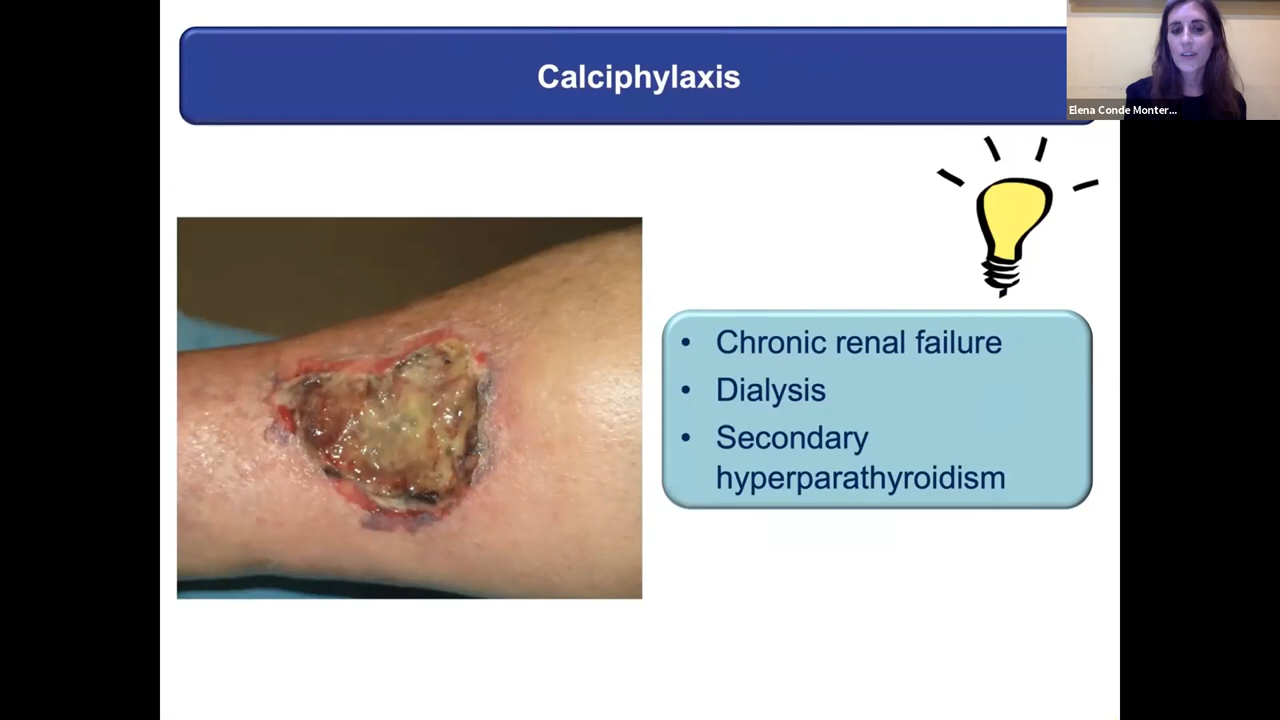 Calciphylaxis
Elena Conde Monter...
• Chronic renal failure
• Dialysis
• Secondary
hyperparathyroidism